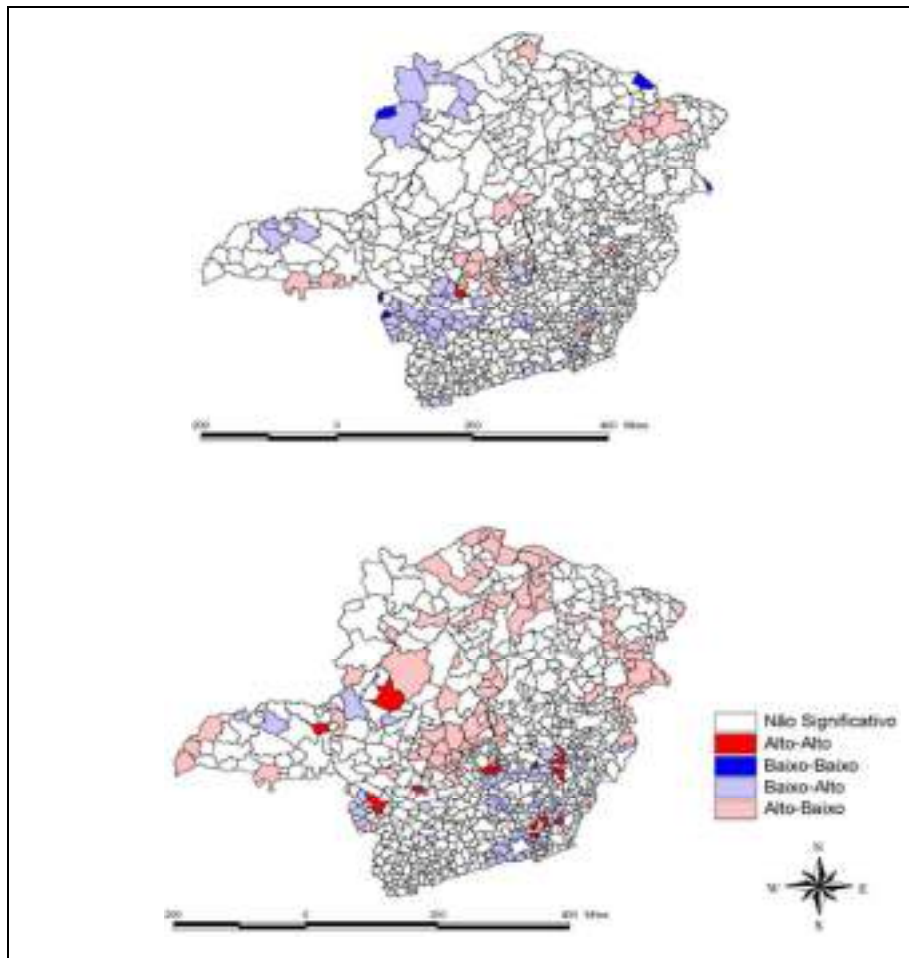 200 0 200 400 Miles
200 0 200 400 Miles
Não Significativo
Alto-Alto
Baixo-Baixo
Baixo-Alto
Alto-Baixo
N
W E
S